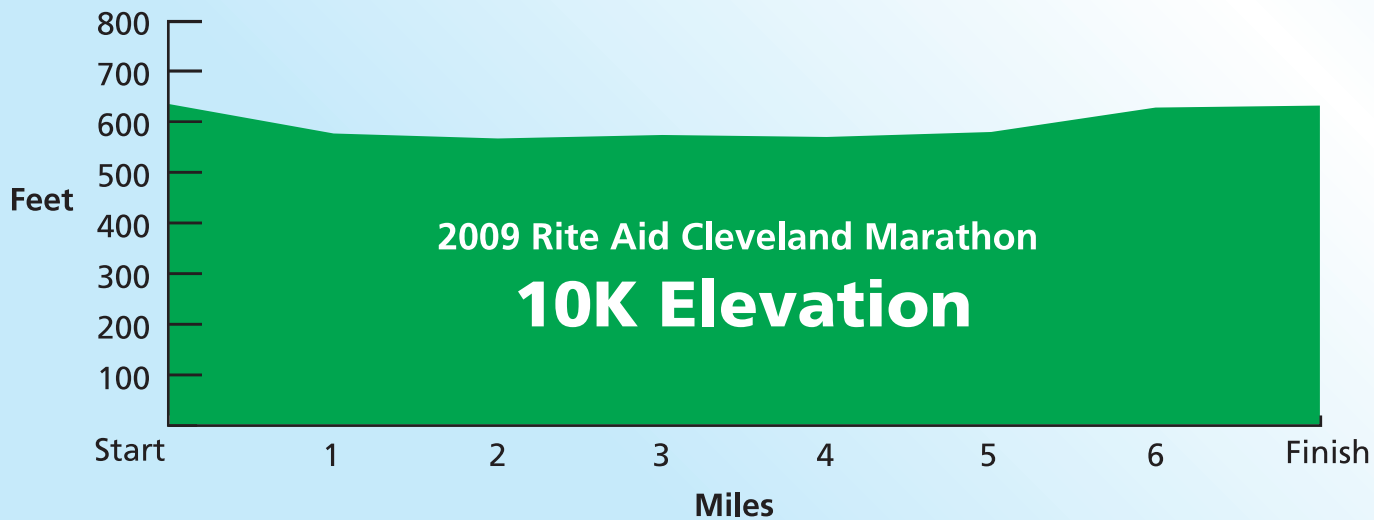 800
700
600
500
Feet
400
300
200
100
2009 Rite Aid Cleveland Marathon
10K Elevation
Start 1 2 3 4 5 6 Finish
Miles